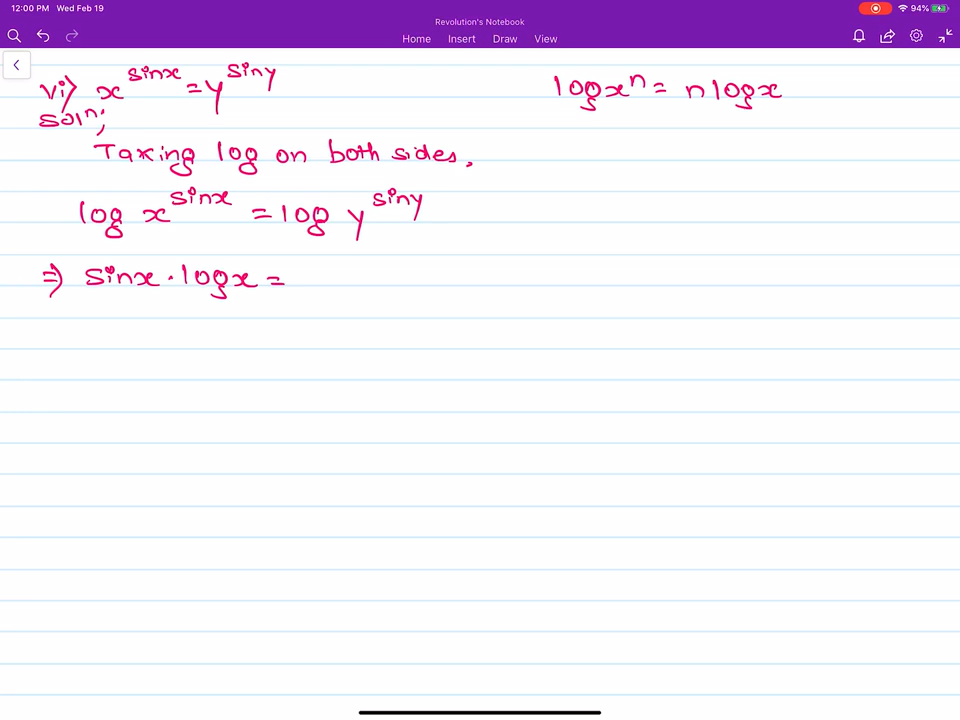 12:00 PM Wed Feb 19 94%
Revolution's Notebook
Home Insert Draw View
vi) x^sinx = y^siny
log x^n = n log x
Solⁿ;
Taking log on both sides,
log x^sinx = log y^siny
⇒ sinx · logx =